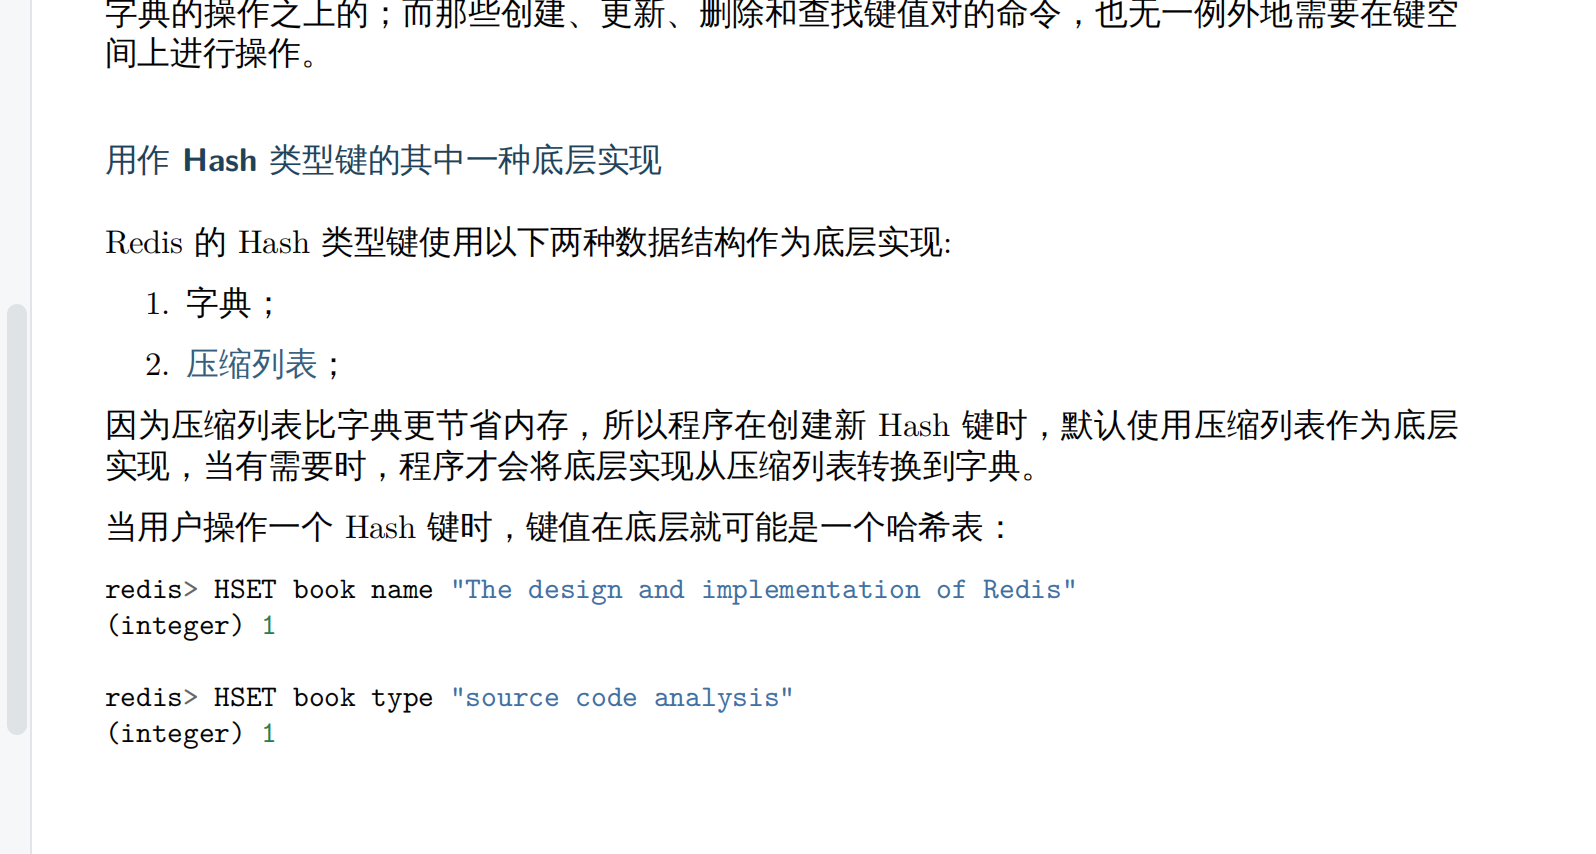 字典的操作之上的；而那些创建、更新、删除和查找键值对的命令，也无一例外地需要在键空
间上进行操作。
用作 Hash 类型键的其中一种底层实现
Redis 的 Hash 类型键使用以下两种数据结构作为底层实现:
1. 字典；
2. 压缩列表；
因为压缩列表比字典更节省内存，所以程序在创建新 Hash 键时，默认使用压缩列表作为底层
实现，当有需要时，程序才会将底层实现从压缩列表转换到字典。
当用户操作一个 Hash 键时，键值在底层就可能是一个哈希表：
redis> HSET book name "The design and implementation of Redis"
(integer) 1
redis> HSET book type "source code analysis"
(integer) 1